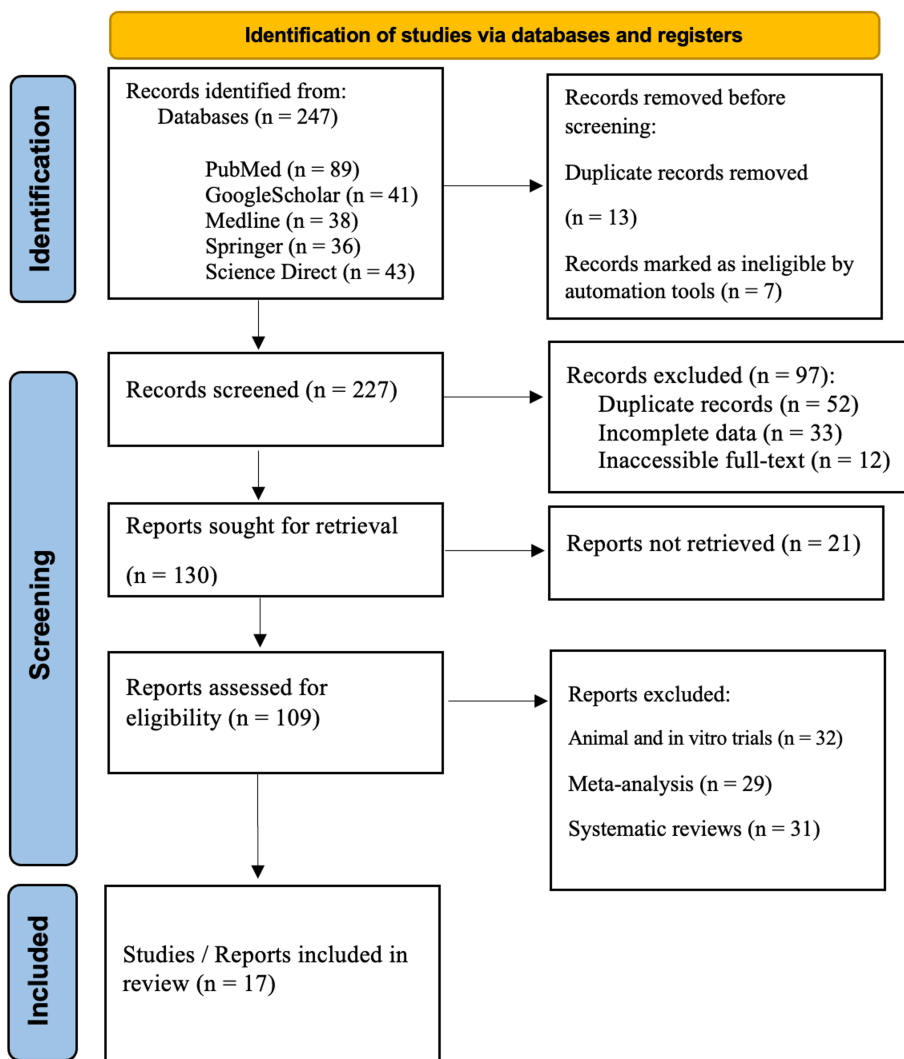 Identification of studies via databases and registers
Identification
Records identified from:
Databases (n = 247)
PubMed (n = 89)
GoogleScholar (n = 41)
Medline (n = 38)
Springer (n = 36)
Science Direct (n = 43)
Records removed before
screening:
Duplicate records removed
(n = 13)
Records marked as ineligible by
automation tools (n = 7)
Screening
Records screened (n = 227)
Records excluded (n = 97):
Duplicate records (n = 52)
Incomplete data (n = 33)
Inaccessible full-text (n = 12)
Reports sought for retrieval
(n = 130)
Reports not retrieved (n = 21)
Reports assessed for
eligibility (n = 109)
Reports excluded:
Animal and in vitro trials (n = 32)
Meta-analysis (n = 29)
Systematic reviews (n = 31)
Included
Studies / Reports included in
review (n = 17)